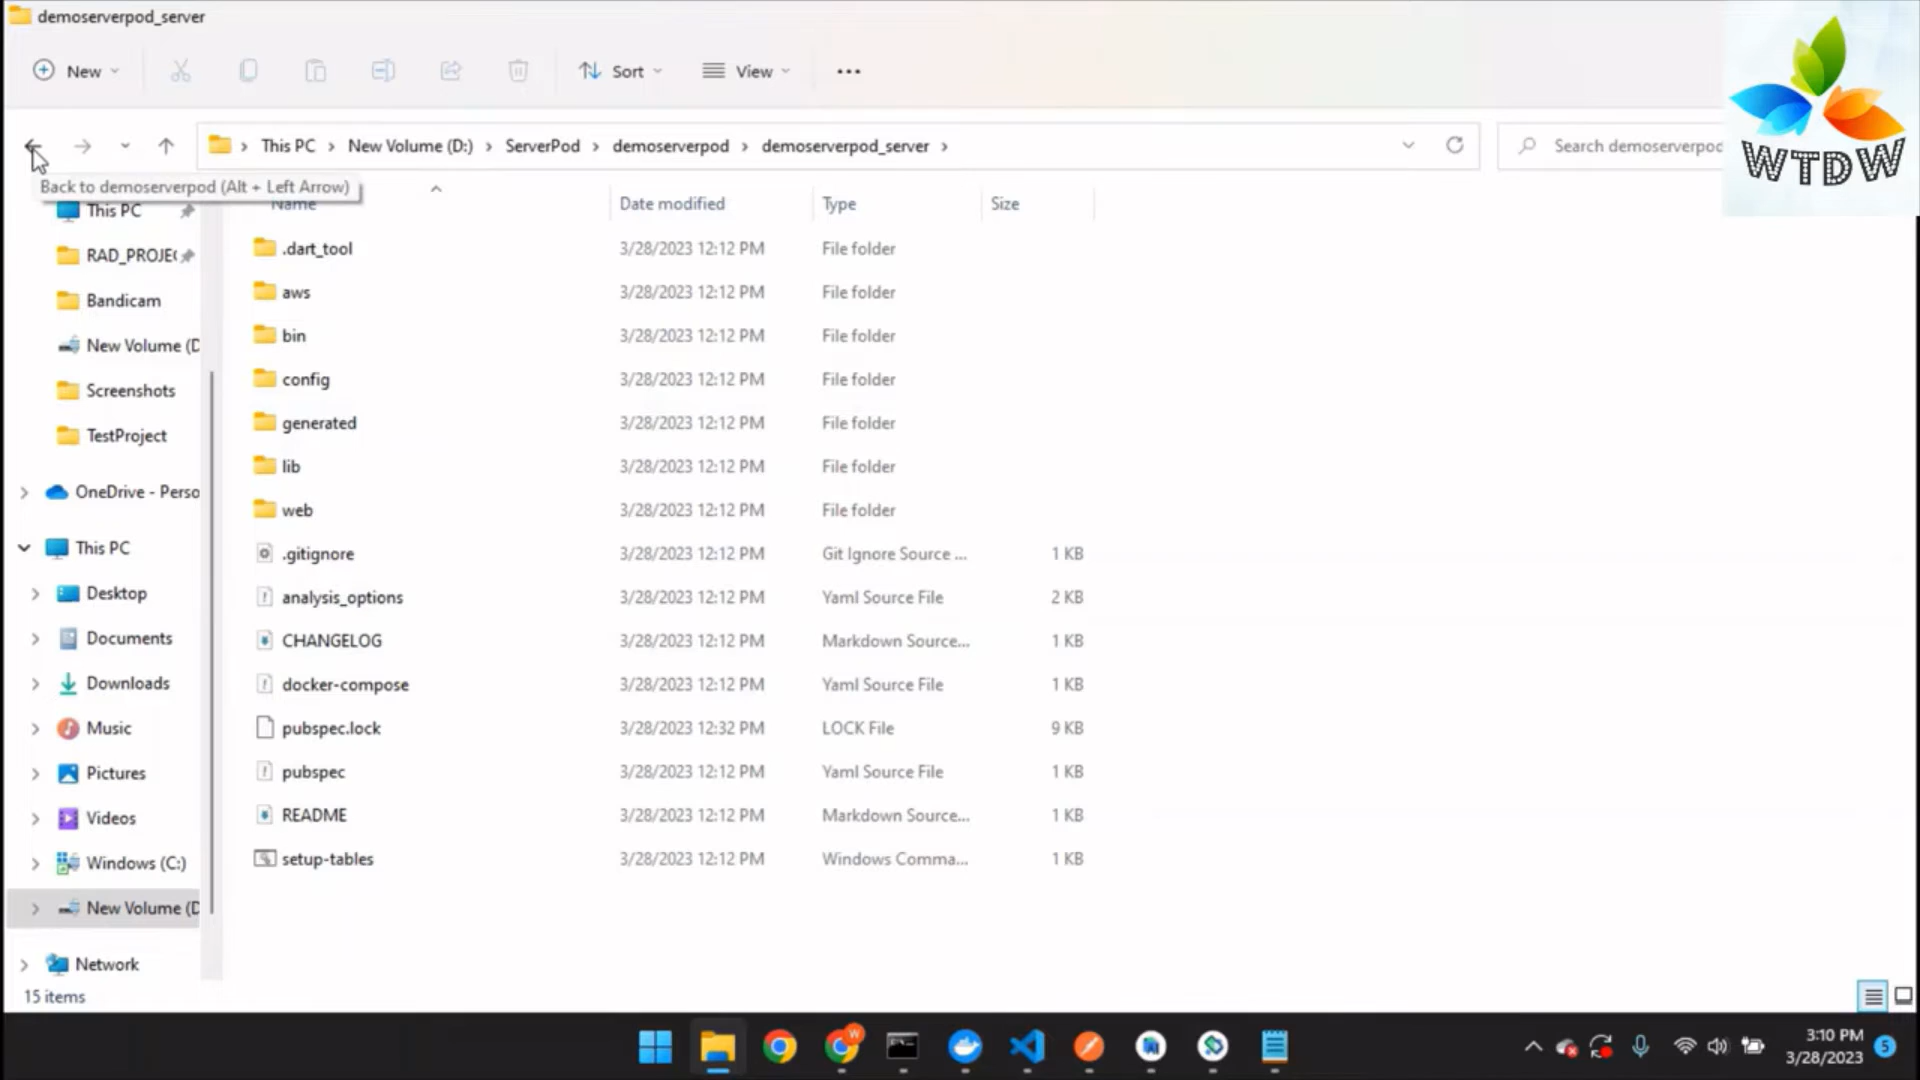 demoserverpod_server
New
Sort
View
This PC
New Volume (D:)
ServerPod
demoserverpod
demoserverpod_server
Search demoserverpod
WTDW
Back to demoserverpod (Alt + Left Arrow)
Name
Date modified
Type
Size
This PC
RAD_PROJE
Bandicam
New Volume (D
Screenshots
TestProject
OneDrive - Perso
This PC
Desktop
Documents
Downloads
Music
Pictures
Videos
Windows (C:)
New Volume (D
Network
.dart_tool 3/28/2023 12:12 PM File folder
aws 3/28/2023 12:12 PM File folder
bin 3/28/2023 12:12 PM File folder
config 3/28/2023 12:12 PM File folder
generated 3/28/2023 12:12 PM File folder
lib 3/28/2023 12:12 PM File folder
web 3/28/2023 12:12 PM File folder
.gitignore 3/28/2023 12:12 PM Git Ignore Source ... 1 KB
analysis_options 3/28/2023 12:12 PM Yaml Source File 2 KB
CHANGELOG 3/28/2023 12:12 PM Markdown Source... 1 KB
docker-compose 3/28/2023 12:12 PM Yaml Source File 1 KB
pubspec.lock 3/28/2023 12:32 PM LOCK File 9 KB
pubspec 3/28/2023 12:12 PM Yaml Source File 1 KB
README 3/28/2023 12:12 PM Markdown Source... 1 KB
setup-tables 3/28/2023 12:12 PM Windows Comma... 1 KB
15 items
W
3:10 PM
3/28/2023
5